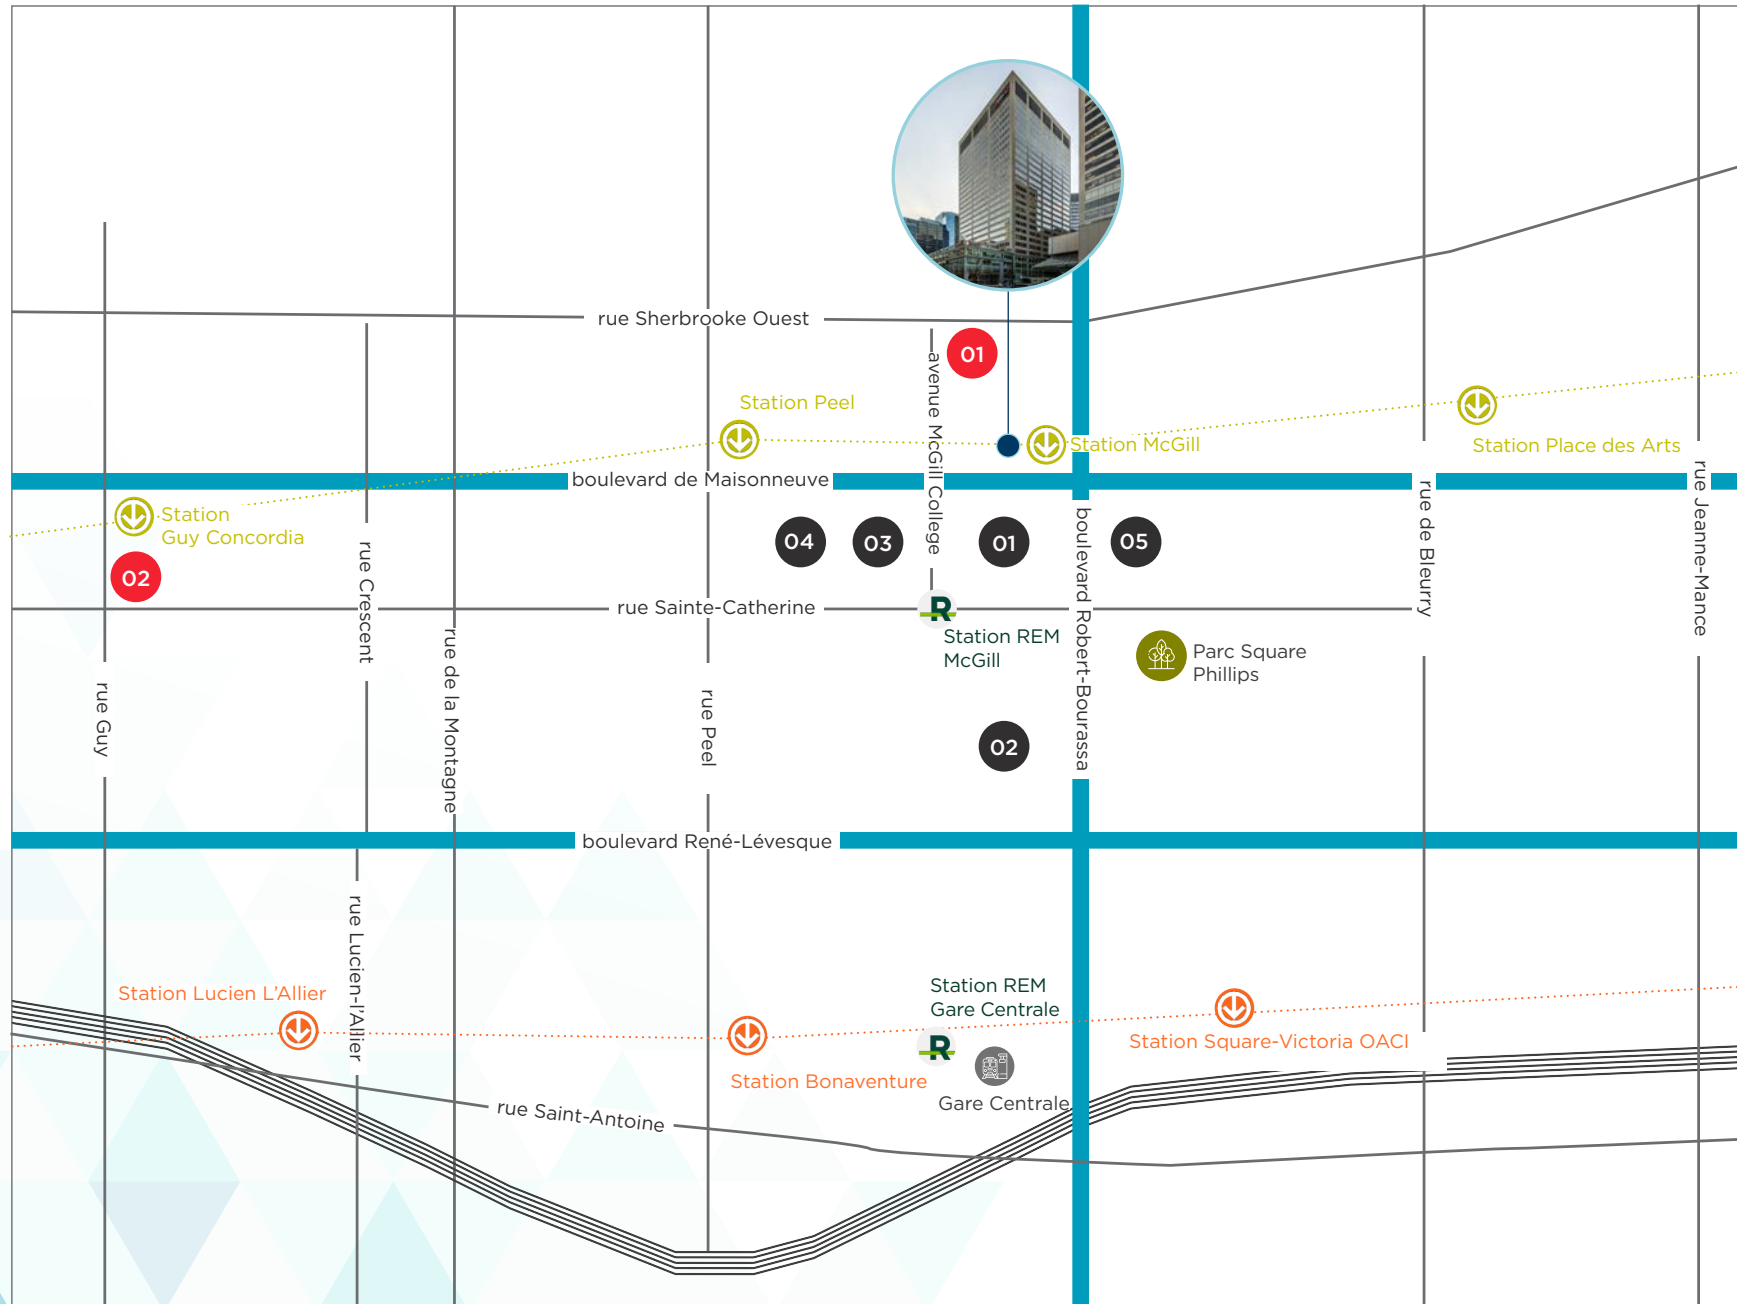 rue Sherbrooke Ouest
01
avenue McGill College
Station Peel
Station McGill
Station Place des Arts
boulevard de Maisonneuve
rue Jeanne-Mance
rue de Bleurry
Station
Guy Concordia
02
rue Crescent
04
03
01
05
boulevard Robert-Bourassa
rue Sainte-Catherine
R
Station REM
McGill
Parc Square
Phillips
rue de la Montagne
rue Guy
rue Peel
02
boulevard René-Lévesque
rue Lucien-l'Allier
Station Lucien L'Allier
Station REM
Gare Centrale
R
Station Square-Victoria OACI
Station Bonaventure
Gare Centrale
rue Saint-Antoine